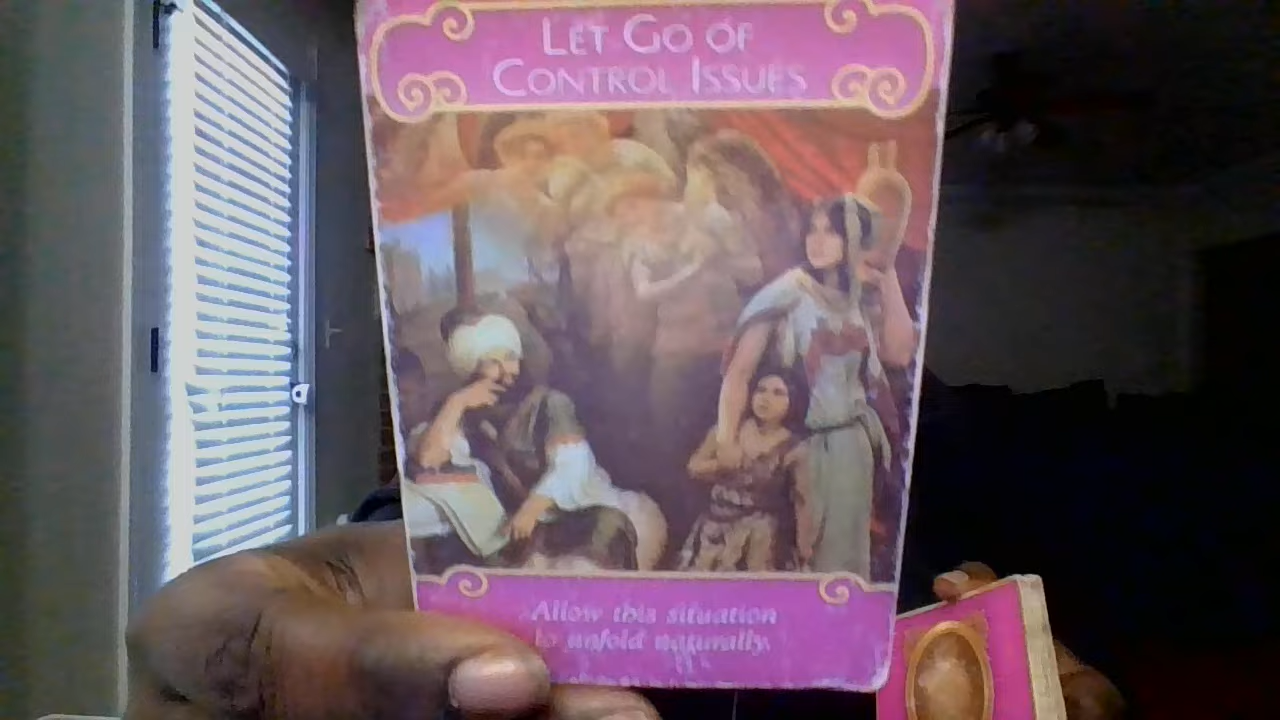 LET GO OF
CONTROL ISSUES
Allow this situation
to unfold naturally.